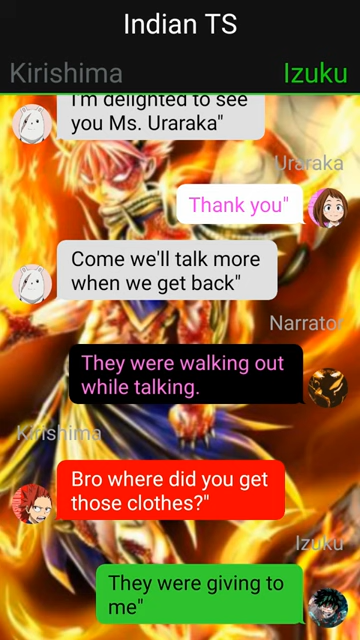 Indian TS
Kirishima
Izuku
I'm delighted to see
you Ms. Uraraka"
Uraraka
Thank you"
Come we'll talk more
when we get back"
Narrator
They were walking out
while talking.
Kirishima
Bro where did you get
those clothes?"
Izuku
They were giving to
me"